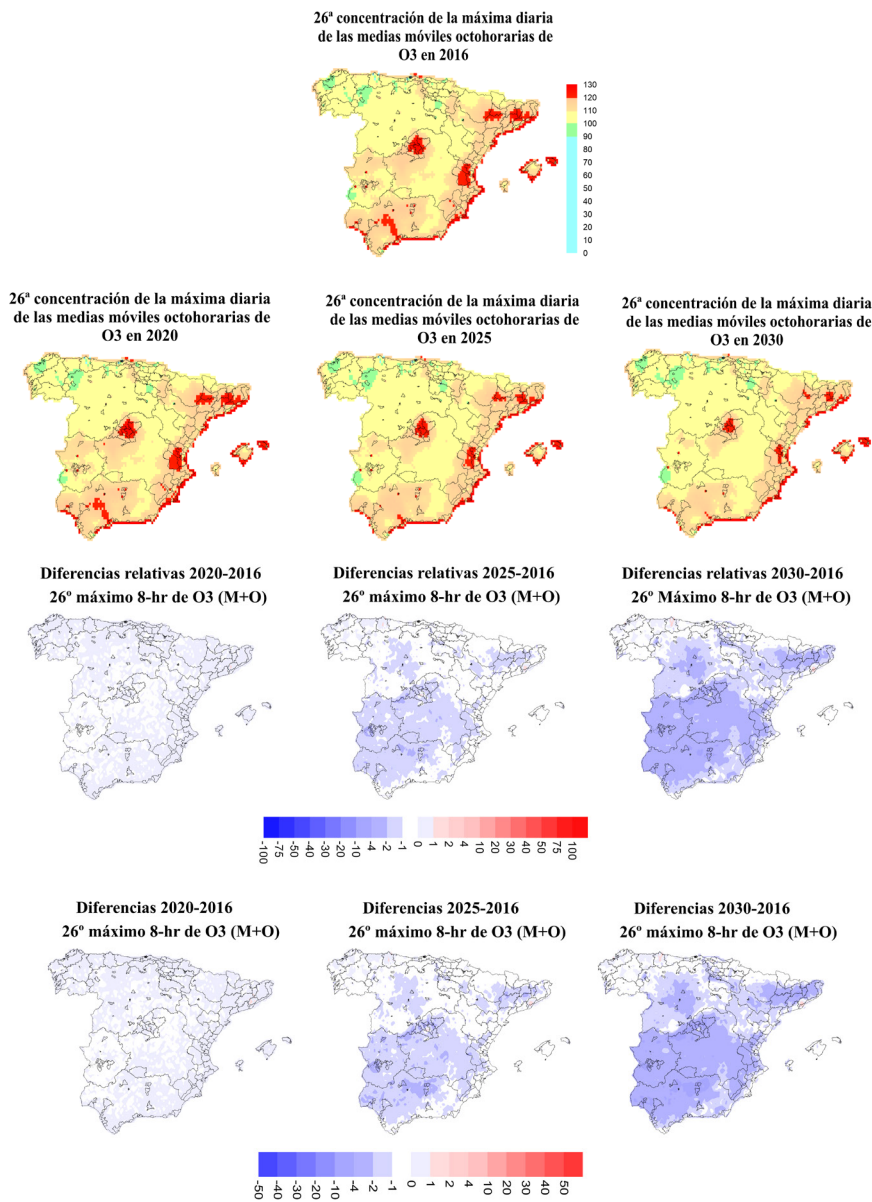 26ª concentración de la máxima diaria
de las medias móviles octohorarias de
O3 en 2016
130
120
110
100
90
80
70
60
50
40
30
20
10
0
26ª concentración de la máxima diaria
de las medias móviles octohorarias de
O3 en 2020
26ª concentración de la máxima diaria
de las medias móviles octohorarias de
O3 en 2025
26ª concentración de la máxima diaria
de las medias móviles octohorarias de
O3 en 2030
Diferencias relativas 2020-2016
26º máximo 8-hr de O3 (M+O)
Diferencias relativas 2025-2016
26º máximo 8-hr de O3 (M+O)
Diferencias relativas 2030-2016
26º Máximo 8-hr de O3 (M+O)
-100 -75 -50 -40 -30 -20 -10 -4 -2 -1 0 1 2 4 10 20 30 40 50 75 100
Diferencias 2020-2016
26º máximo 8-hr de O3 (M+O)
Diferencias 2025-2016
26º máximo 8-hr de O3 (M+O)
Diferencias 2030-2016
26º máximo 8-hr de O3 (M+O)
-50 -40 -30 -20 -10 -4 -2 -1 0 1 2 4 10 20 30 40 50